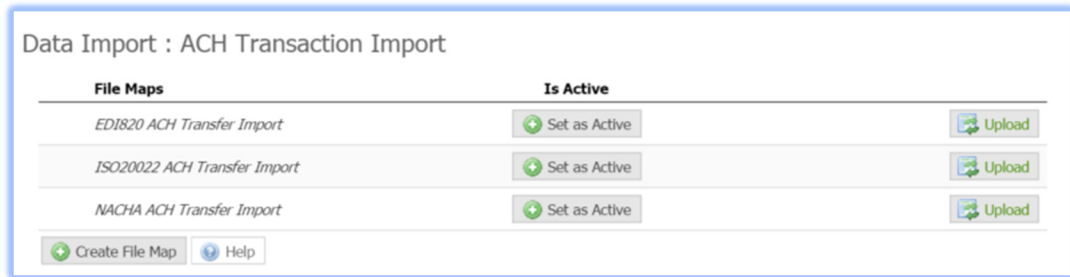 Data Import : ACH Transaction Import
File Maps Is Active
EDI820 ACH Transfer Import Set as Active Upload
ISO20022 ACH Transfer Import Set as Active Upload
NACHA ACH Transfer Import Set as Active Upload
Create File Map Help